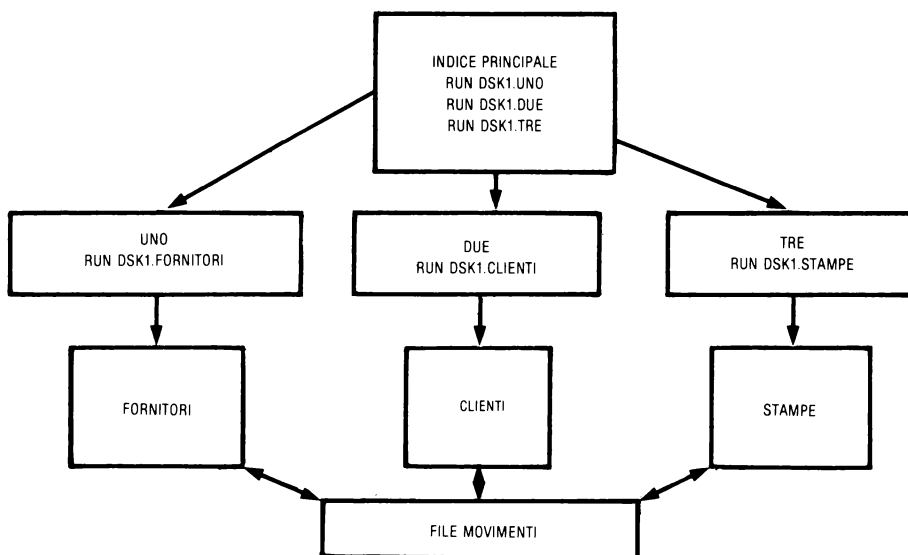 INDICE PRINCIPALE
RUN DSK1.UNO
RUN DSK1.DUE
RUN DSK1.TRE
UNO
RUN DSK1.FORNITORI
DUE
RUN DSK1.CLIENTI
TRE
RUN DSK1.STAMPE
FORNITORI
CLIENTI
STAMPE
FILE MOVIMENTI